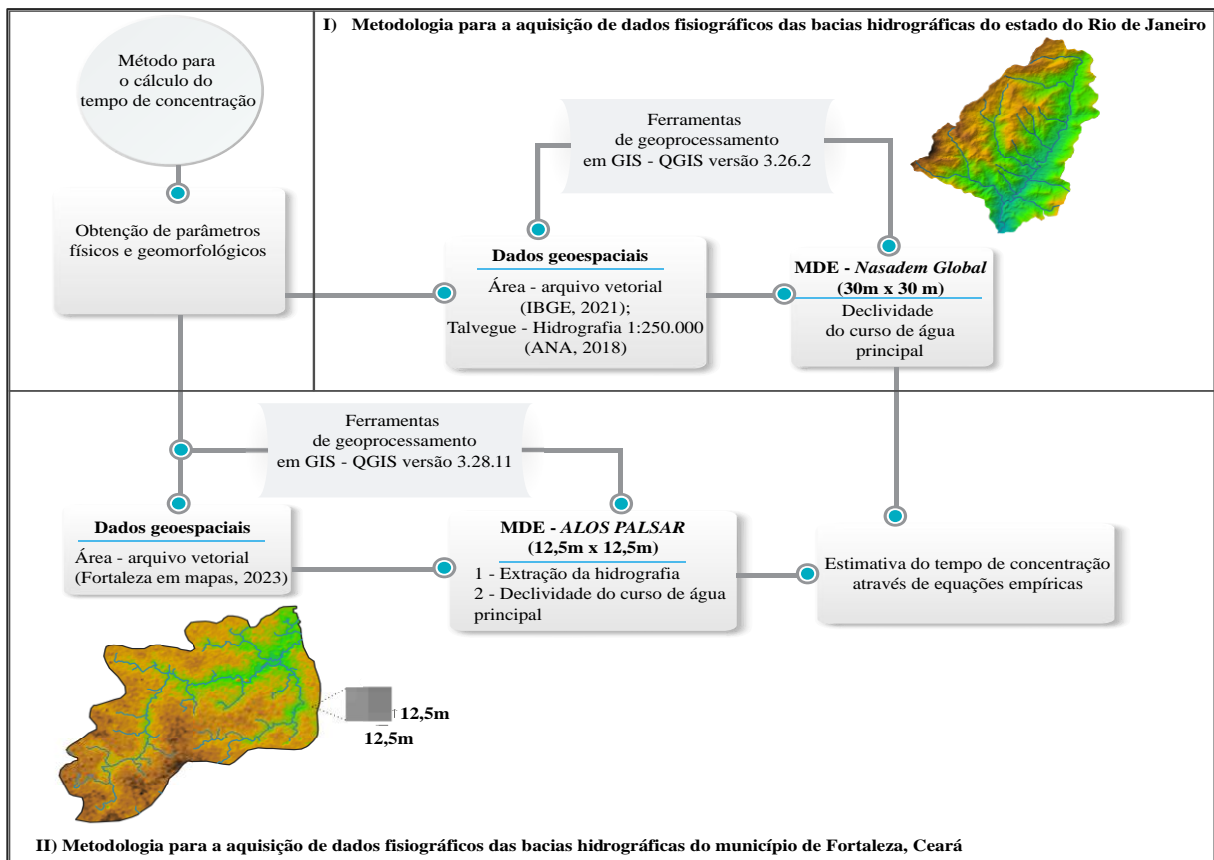 I) Metodologia para a aquisição de dados fisiográficos das bacias hidrográficas do estado do Rio de Janeiro
Método para
o cálculo do
tempo de concentração
Obtenção de parâmetros
físicos e geomorfológicos
Ferramentas
de geoprocessamento
em GIS - QGIS versão 3.26.2
Dados geoespaciais
Área - arquivo vetorial
(IBGE, 2021);
Talvegue - Hidrografia 1:250.000
(ANA, 2018)
MDE - Nasadem Global
(30m x 30 m)
Declividade
do curso de água
principal
Ferramentas
de geoprocessamento
em GIS - QGIS versão 3.28.11
Dados geoespaciais
Área - arquivo vetorial
(Fortaleza em mapas, 2023)
MDE - ALOS PALSAR
(12,5m x 12,5m)
1 - Extração da hidrografia
2 - Declividade do curso de água
principal
Estimativa do tempo de concentração
através de equações empíricas
12,5m
12,5m
II) Metodologia para a aquisição de dados fisiográficos das bacias hidrográficas do município de Fortaleza, Ceará